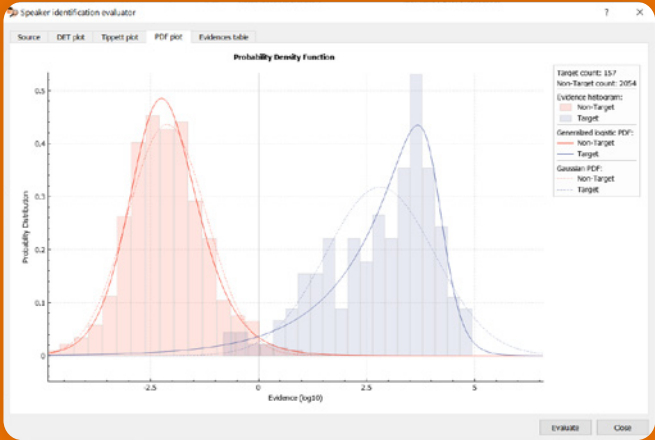 Speaker identification evaluator
? ×
Source DET plot Tippett plot PDF plot Evidences table
Probability Density Function
Target count: 157
Non-Target count: 2054
Evidence histogram:
Non-Target
Target
Generalized logistic PDF:
Non-Target
Target
Gaussian PDF:
Non-Target
Target
Probability Distribution
0.5
0.4
0.3
0.2
0.1
0
-2.5 0 2.5 5
Evidence (log10)
Evaluate Close